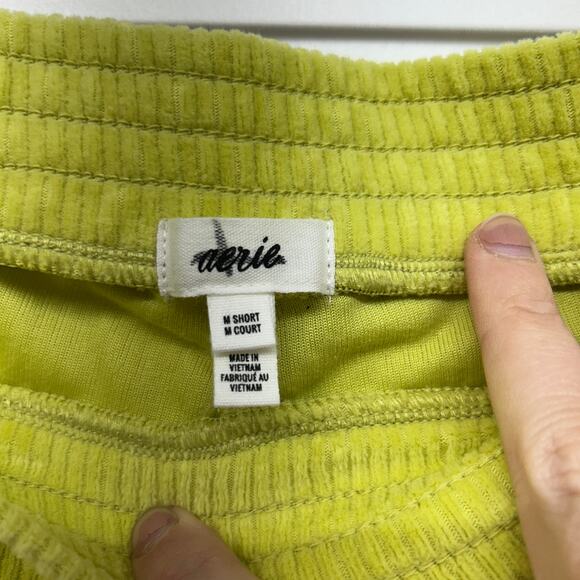 aerie
M SHORT
M COURT
MADE IN
VIETNAM
FABRIQUÉ AU
VIETNAM